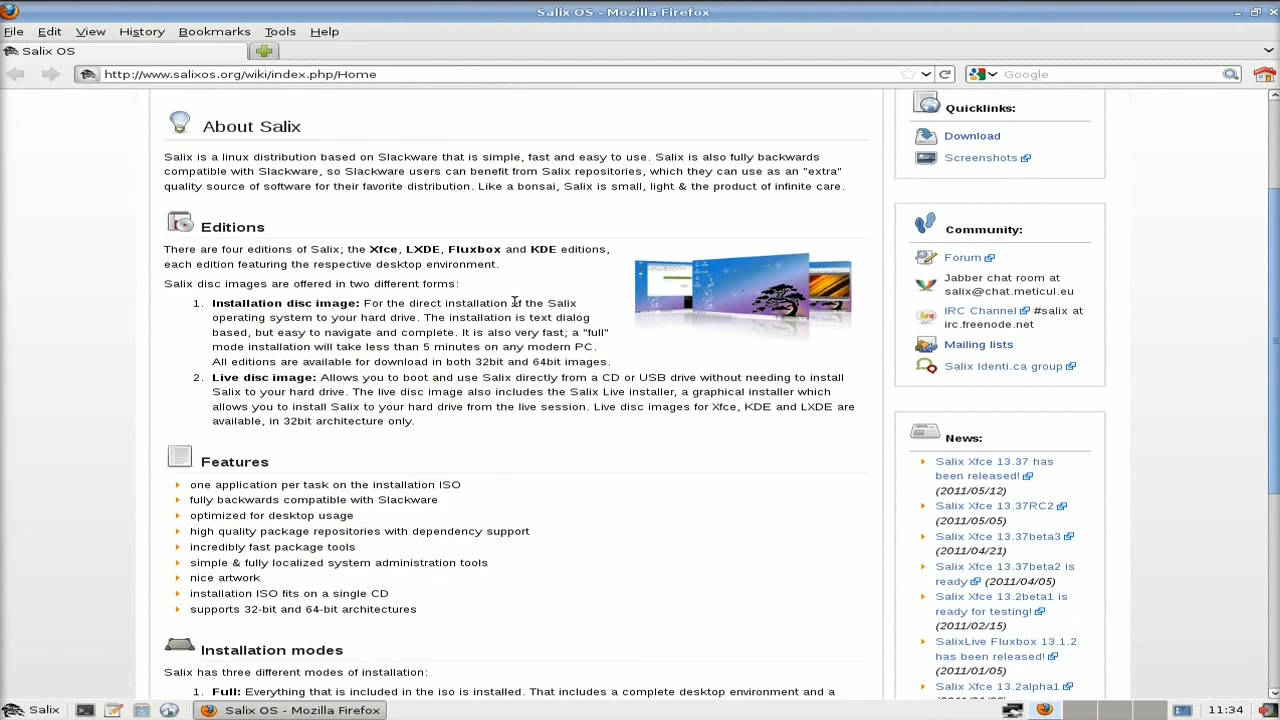 Salix OS - Mozilla Firefox
File Edit View History Bookmarks Tools Help
Salix OS
http://www.salixos.org/wiki/index.php/Home
Google
About Salix
Salix is a linux distribution based on Slackware that is simple, fast and easy to use. Salix is also fully backwards
compatible with Slackware, so Slackware users can benefit from Salix repositories, which they can use as an "extra"
quality source of software for their favorite distribution. Like a bonsai, Salix is small, light & the product of infinite care.
Editions
There are four editions of Salix; the Xfce, LXDE, Fluxbox and KDE editions,
each edition featuring the respective desktop environment.
Salix disc images are offered in two different forms:
1. Installation disc image: For the direct installation of the Salix
operating system to your hard drive. The installation is text dialog
based, but easy to navigate and complete. It is also very fast; a "full"
mode installation will take less than 5 minutes on any modern PC.
All editions are available for download in both 32bit and 64bit images.
2. Live disc image: Allows you to boot and use Salix directly from a CD or USB drive without needing to install
Salix to your hard drive. The live disc image also includes the Salix Live installer, a graphical installer which
allows you to install Salix to your hard drive from the live session. Live disc images for Xfce, KDE and LXDE are
available, in 32bit architecture only.
Features
one application per task on the installation ISO
fully backwards compatible with Slackware
optimized for desktop usage
high quality package repositories with dependency support
incredibly fast package tools
simple & fully localized system administration tools
nice artwork
installation ISO fits on a single CD
supports 32-bit and 64-bit architectures
Installation modes
Salix has three different modes of installation:
1. Full: Everything that is included in the iso is installed. That includes a complete desktop environment and a
Quicklinks:
Download
Screenshots
Community:
Forum
Jabber chat room at
salix@chat.meticul.eu
IRC Channel #salix at
irc.freenode.net
Mailing lists
Salix Identi.ca group
News:
Salix Xfce 13.37 has
been released!
(2011/05/12)
Salix Xfce 13.37RC2
(2011/05/05)
Salix Xfce 13.37beta3
(2011/04/21)
Salix Xfce 13.37beta2 is
ready (2011/04/05)
Salix Xfce 13.2beta1 is
ready for testing!
(2011/02/15)
SalixLive Fluxbox 13.1.2
has been released!
(2011/01/05)
Salix Xfce 13.2alpha1
Salix
Salix OS - Mozilla Firefox
11:34